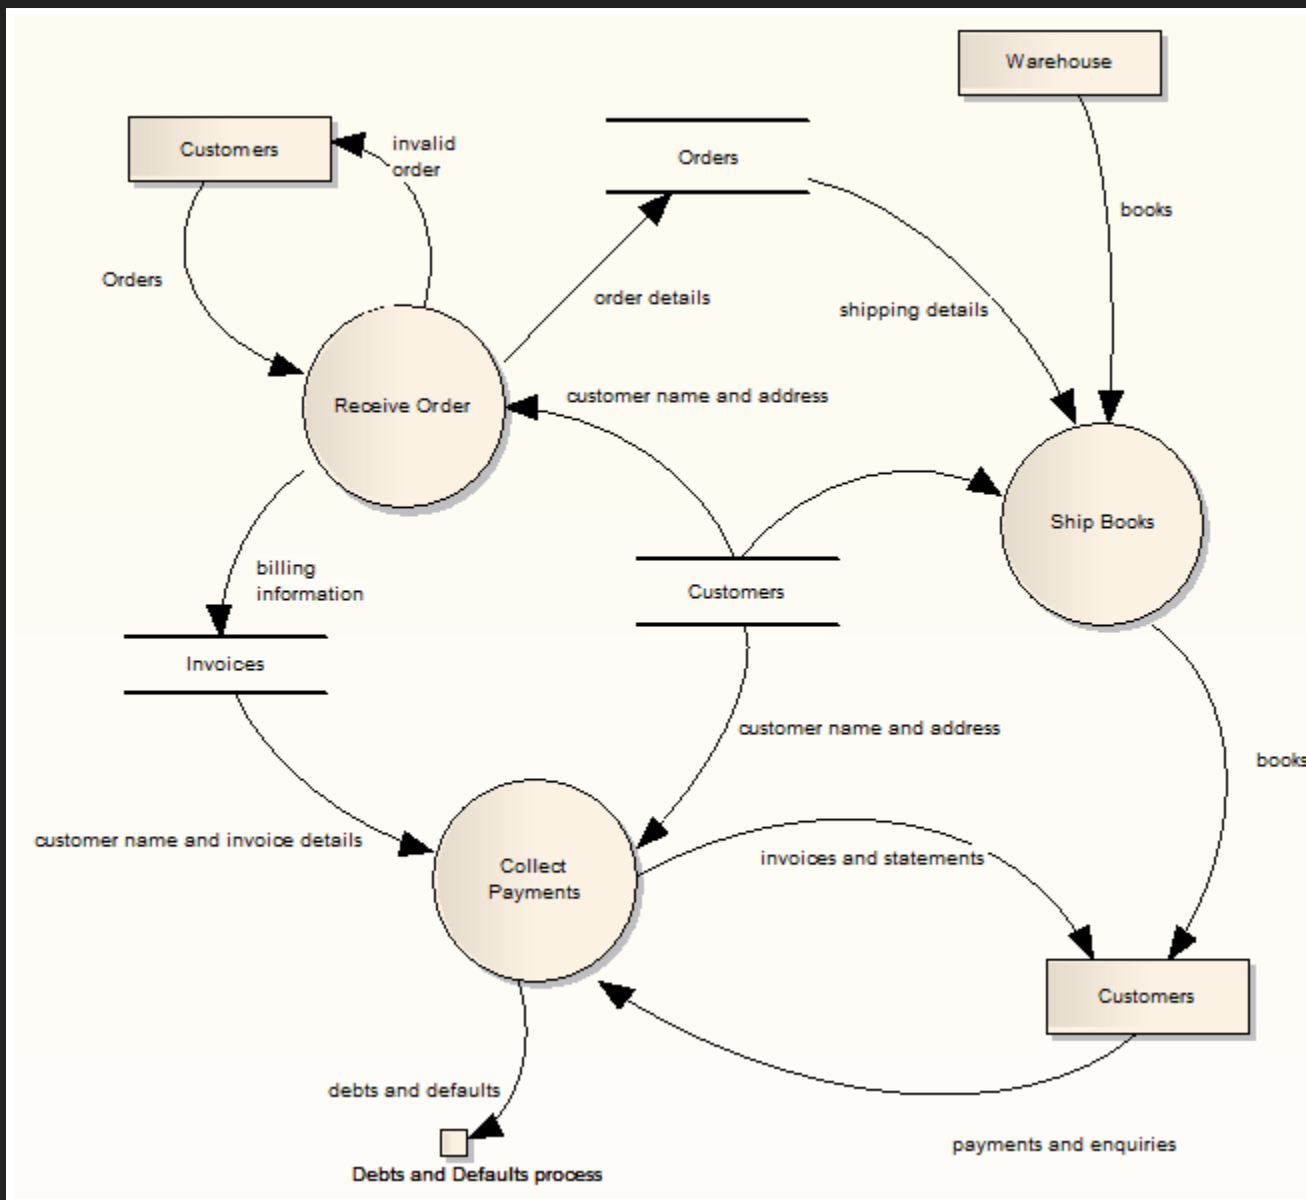 Warehouse
Customers
invalid
order
Orders
books
Orders
order details
shipping details
customer name and address
Receive Order
Ship Books
billing
information
Customers
Invoices
customer name and address
books
customer name and invoice details
invoices and statements
Collect
Payments
Customers
debts and defaults
payments and enquiries
Debts and Defaults process